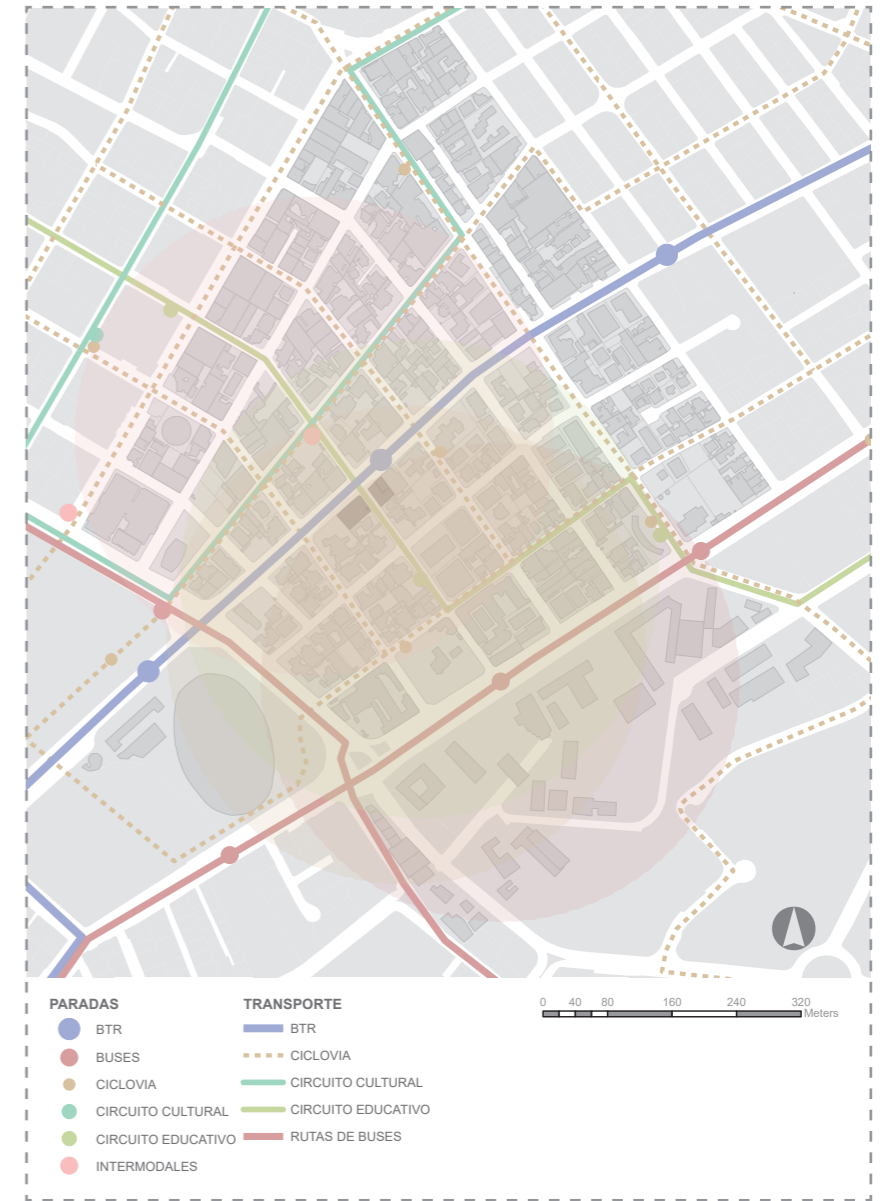 PARADAS
BTR
BUSES
CICLOVIA
CIRCUITO CULTURAL
CIRCUITO EDUCATIVO
INTERMODALES
TRANSPORTE
BTR
CICLOVIA
CIRCUITO CULTURAL
CIRCUITO EDUCATIVO
RUTAS DE BUSES
0 40 80 160 240 320
Meters